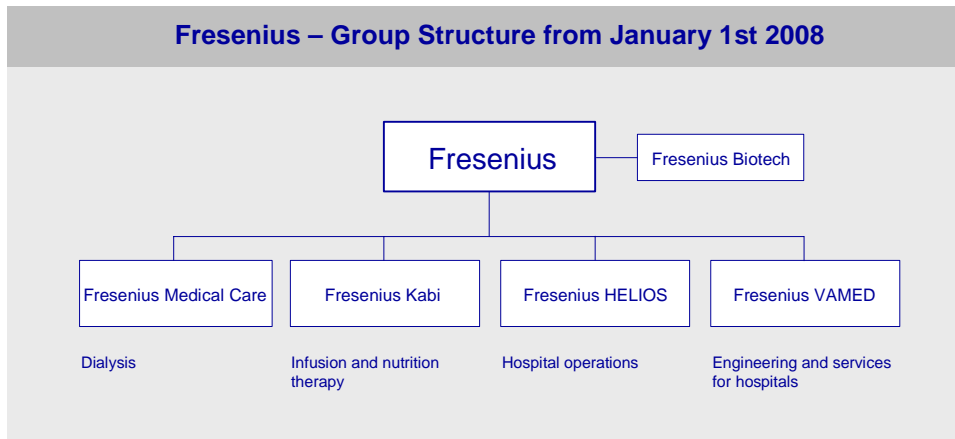 Fresenius – Group Structure from January 1st 2008
Fresenius
Fresenius Biotech
Fresenius Medical Care
Fresenius Kabi
Fresenius HELIOS
Fresenius VAMED
Dialysis
Infusion and nutrition
therapy
Hospital operations
Engineering and services
for hospitals